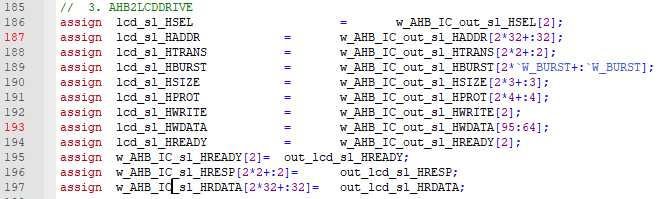 185 // 3. AHB2LCDDRIVE
186 assign lcd_sl_HSEL = w_AHB_IC_out_sl_HSEL[2];
187 assign lcd_sl_HADDR = w_AHB_IC_out_sl_HADDR[2*32+:32];
188 assign lcd_sl_HTRANS = w_AHB_IC_out_sl_HTRANS[2*2+:2];
189 assign lcd_sl_HBURST = w_AHB_IC_out_sl_HBURST[2*`W_BURST+:`W_BURST];
190 assign lcd_sl_HSIZE = w_AHB_IC_out_sl_HSIZE[2*3+:3];
191 assign lcd_sl_HPROT = w_AHB_IC_out_sl_HPROT[2*4+:4];
192 assign lcd_sl_HWRITE = w_AHB_IC_out_sl_HWRITE[2];
193 assign lcd_sl_HWDATA = w_AHB_IC_out_sl_HWDATA[95:64];
194 assign lcd_sl_HREADY = w_AHB_IC_out_sl_HREADY[2];
195 assign w_AHB_IC_sl_HREADY[2]= out_lcd_sl_HREADY;
196 assign w_AHB_IC_sl_HRESP[2*2+:2]= out_lcd_sl_HRESP;
197 assign w_AHB_IC_sl_HRDATA[2*32+:32]= out_lcd_sl_HRDATA;